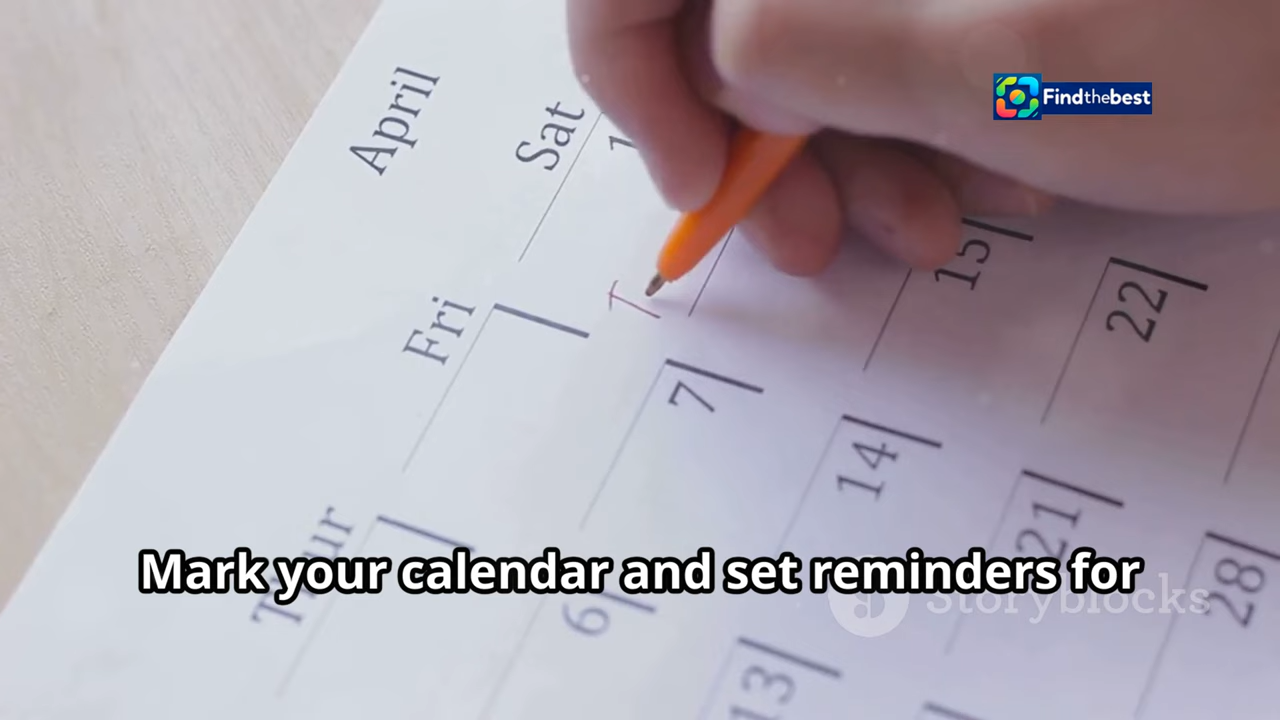 Findthebest
April
Sat
1
15
22
Fri
T
7
14
21
28
Thur
6
13
Mark your calendar and set reminders for
Storyblocks